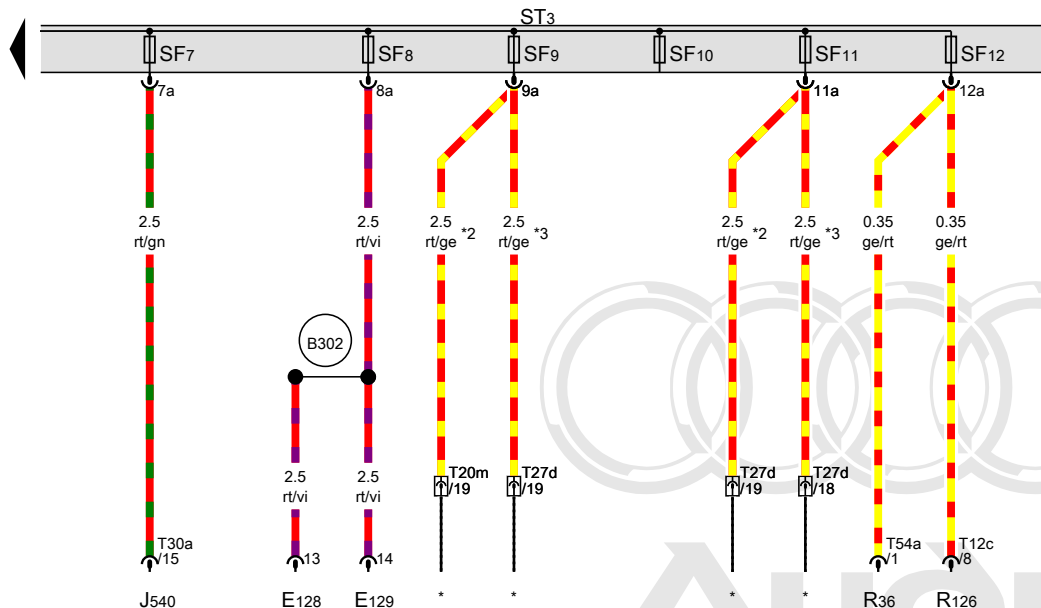 ST3
SF7 SF8 SF9 SF10 SF11 SF12
7a 8a 9a 11a 12a
2.5 2.5 2.5 2.5 2.5 2.5 0.35 0.35
rt/gn rt/vi rt/ge *2 rt/ge *3 rt/ge *2 rt/ge *3 ge/rt ge/rt
B302
2.5 2.5
rt/vi rt/vi
T20m T27d T27d T27d
/19 /19 /19 /18
T30a T54a T12c
/15 13 14 /1 /8
J540 E128 E129 * * * * R36 R126